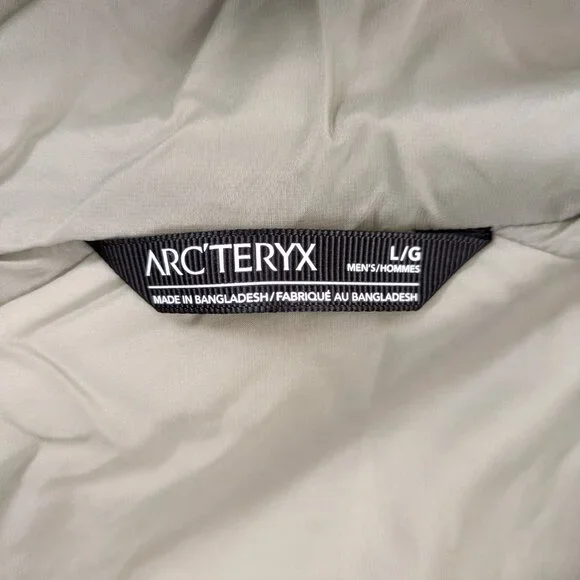 ARC'TERYX
L/G
MEN'S/HOMMES
MADE IN BANGLADESH/FABRIQUÉ AU BANGLADESH